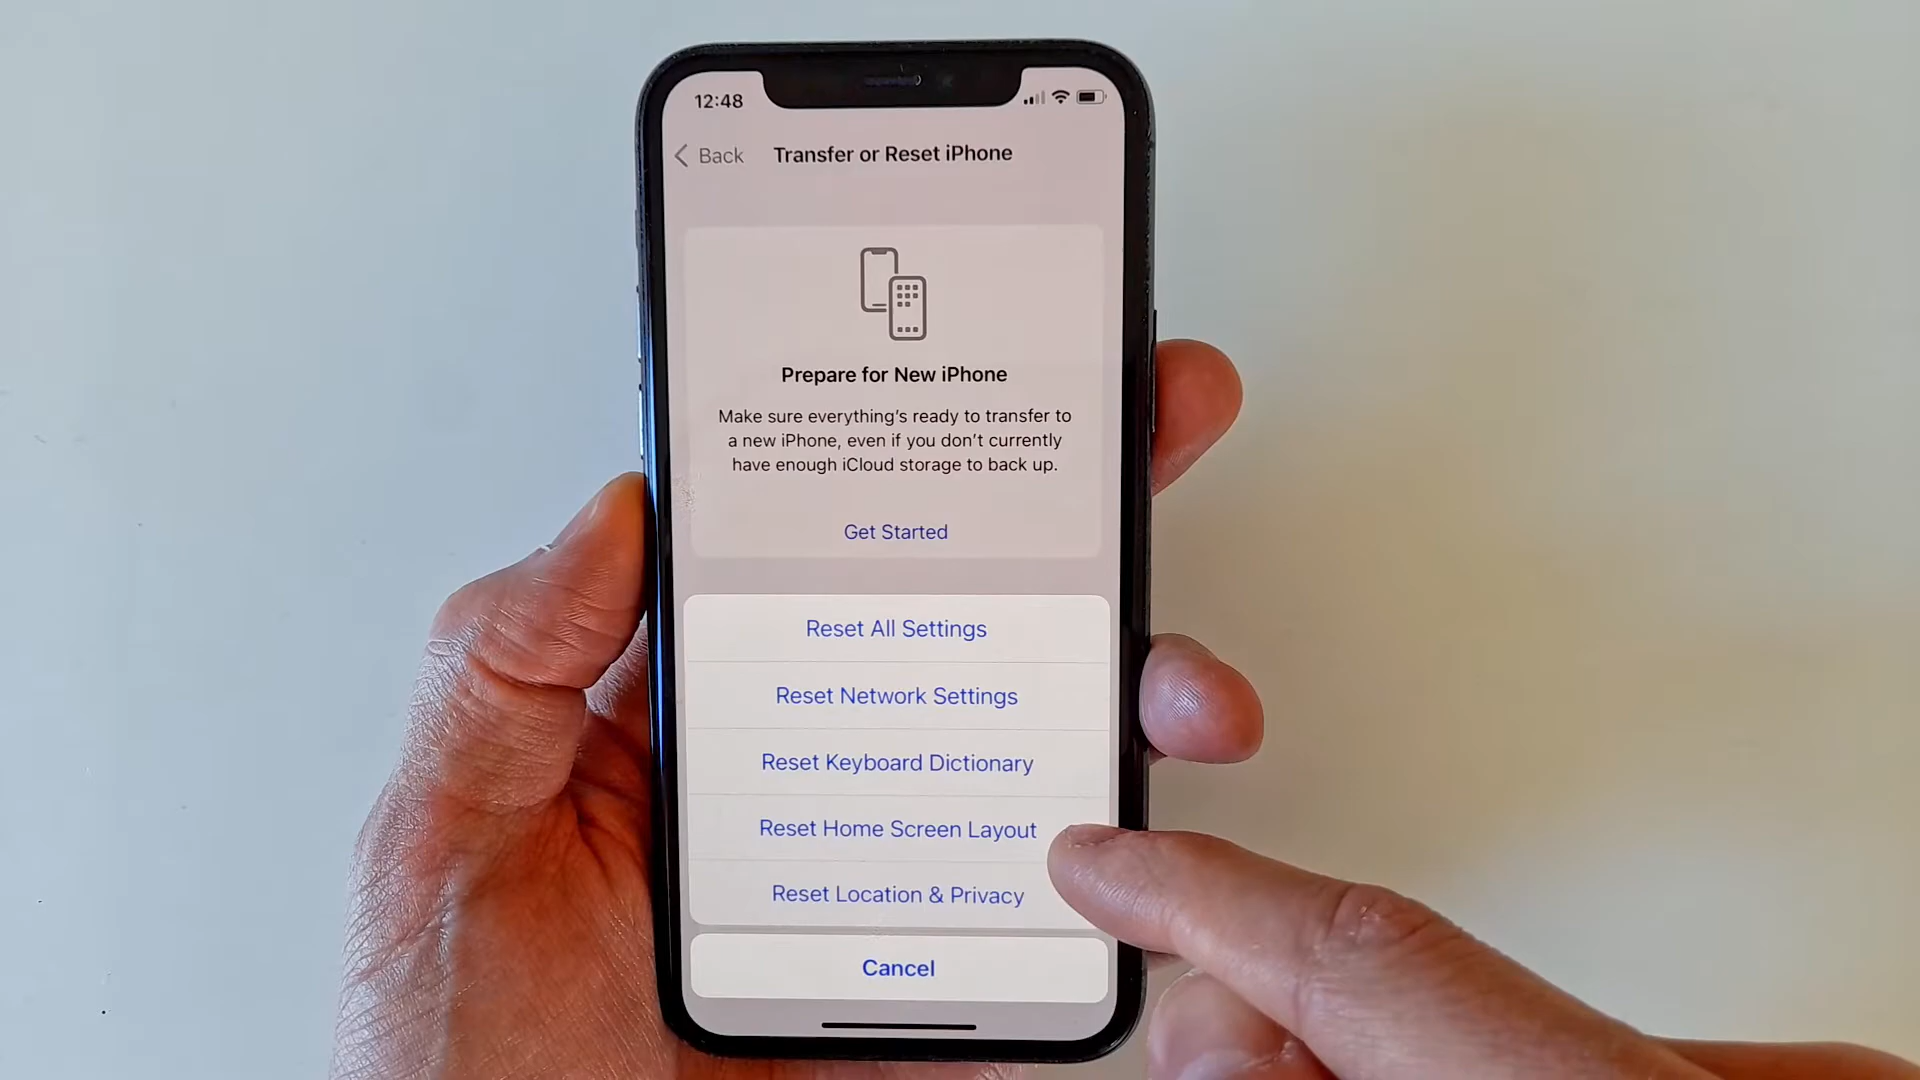 12:48
Back
Transfer or Reset iPhone
Prepare for New iPhone
Make sure everything's ready to transfer to
a new iPhone, even if you don't currently
have enough iCloud storage to back up.
Get Started
Reset All Settings
Reset Network Settings
Reset Keyboard Dictionary
Reset Home Screen Layout
Reset Location & Privacy
Cancel